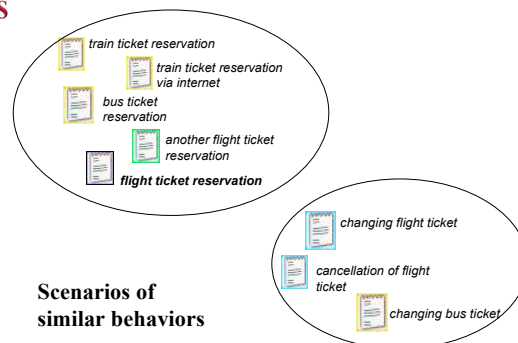 s
train ticket reservation
train ticket reservation
via internet
bus ticket
reservation
another flight ticket
reservation
flight ticket reservation
changing flight ticket
cancellation of flight
ticket
changing bus ticket
Scenarios of
similar behaviors